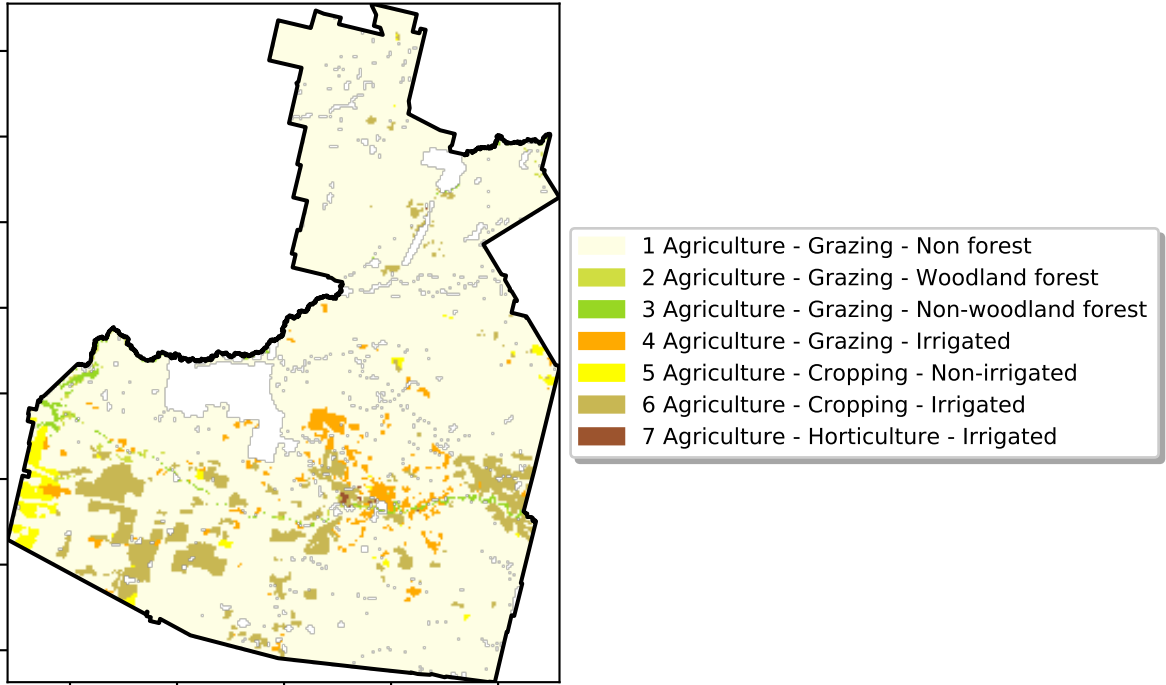 1 Agriculture - Grazing - Non forest
2 Agriculture - Grazing - Woodland forest
3 Agriculture - Grazing - Non-woodland forest
4 Agriculture - Grazing - Irrigated
5 Agriculture - Cropping - Non-irrigated
6 Agriculture - Cropping - Irrigated
7 Agriculture - Horticulture - Irrigated